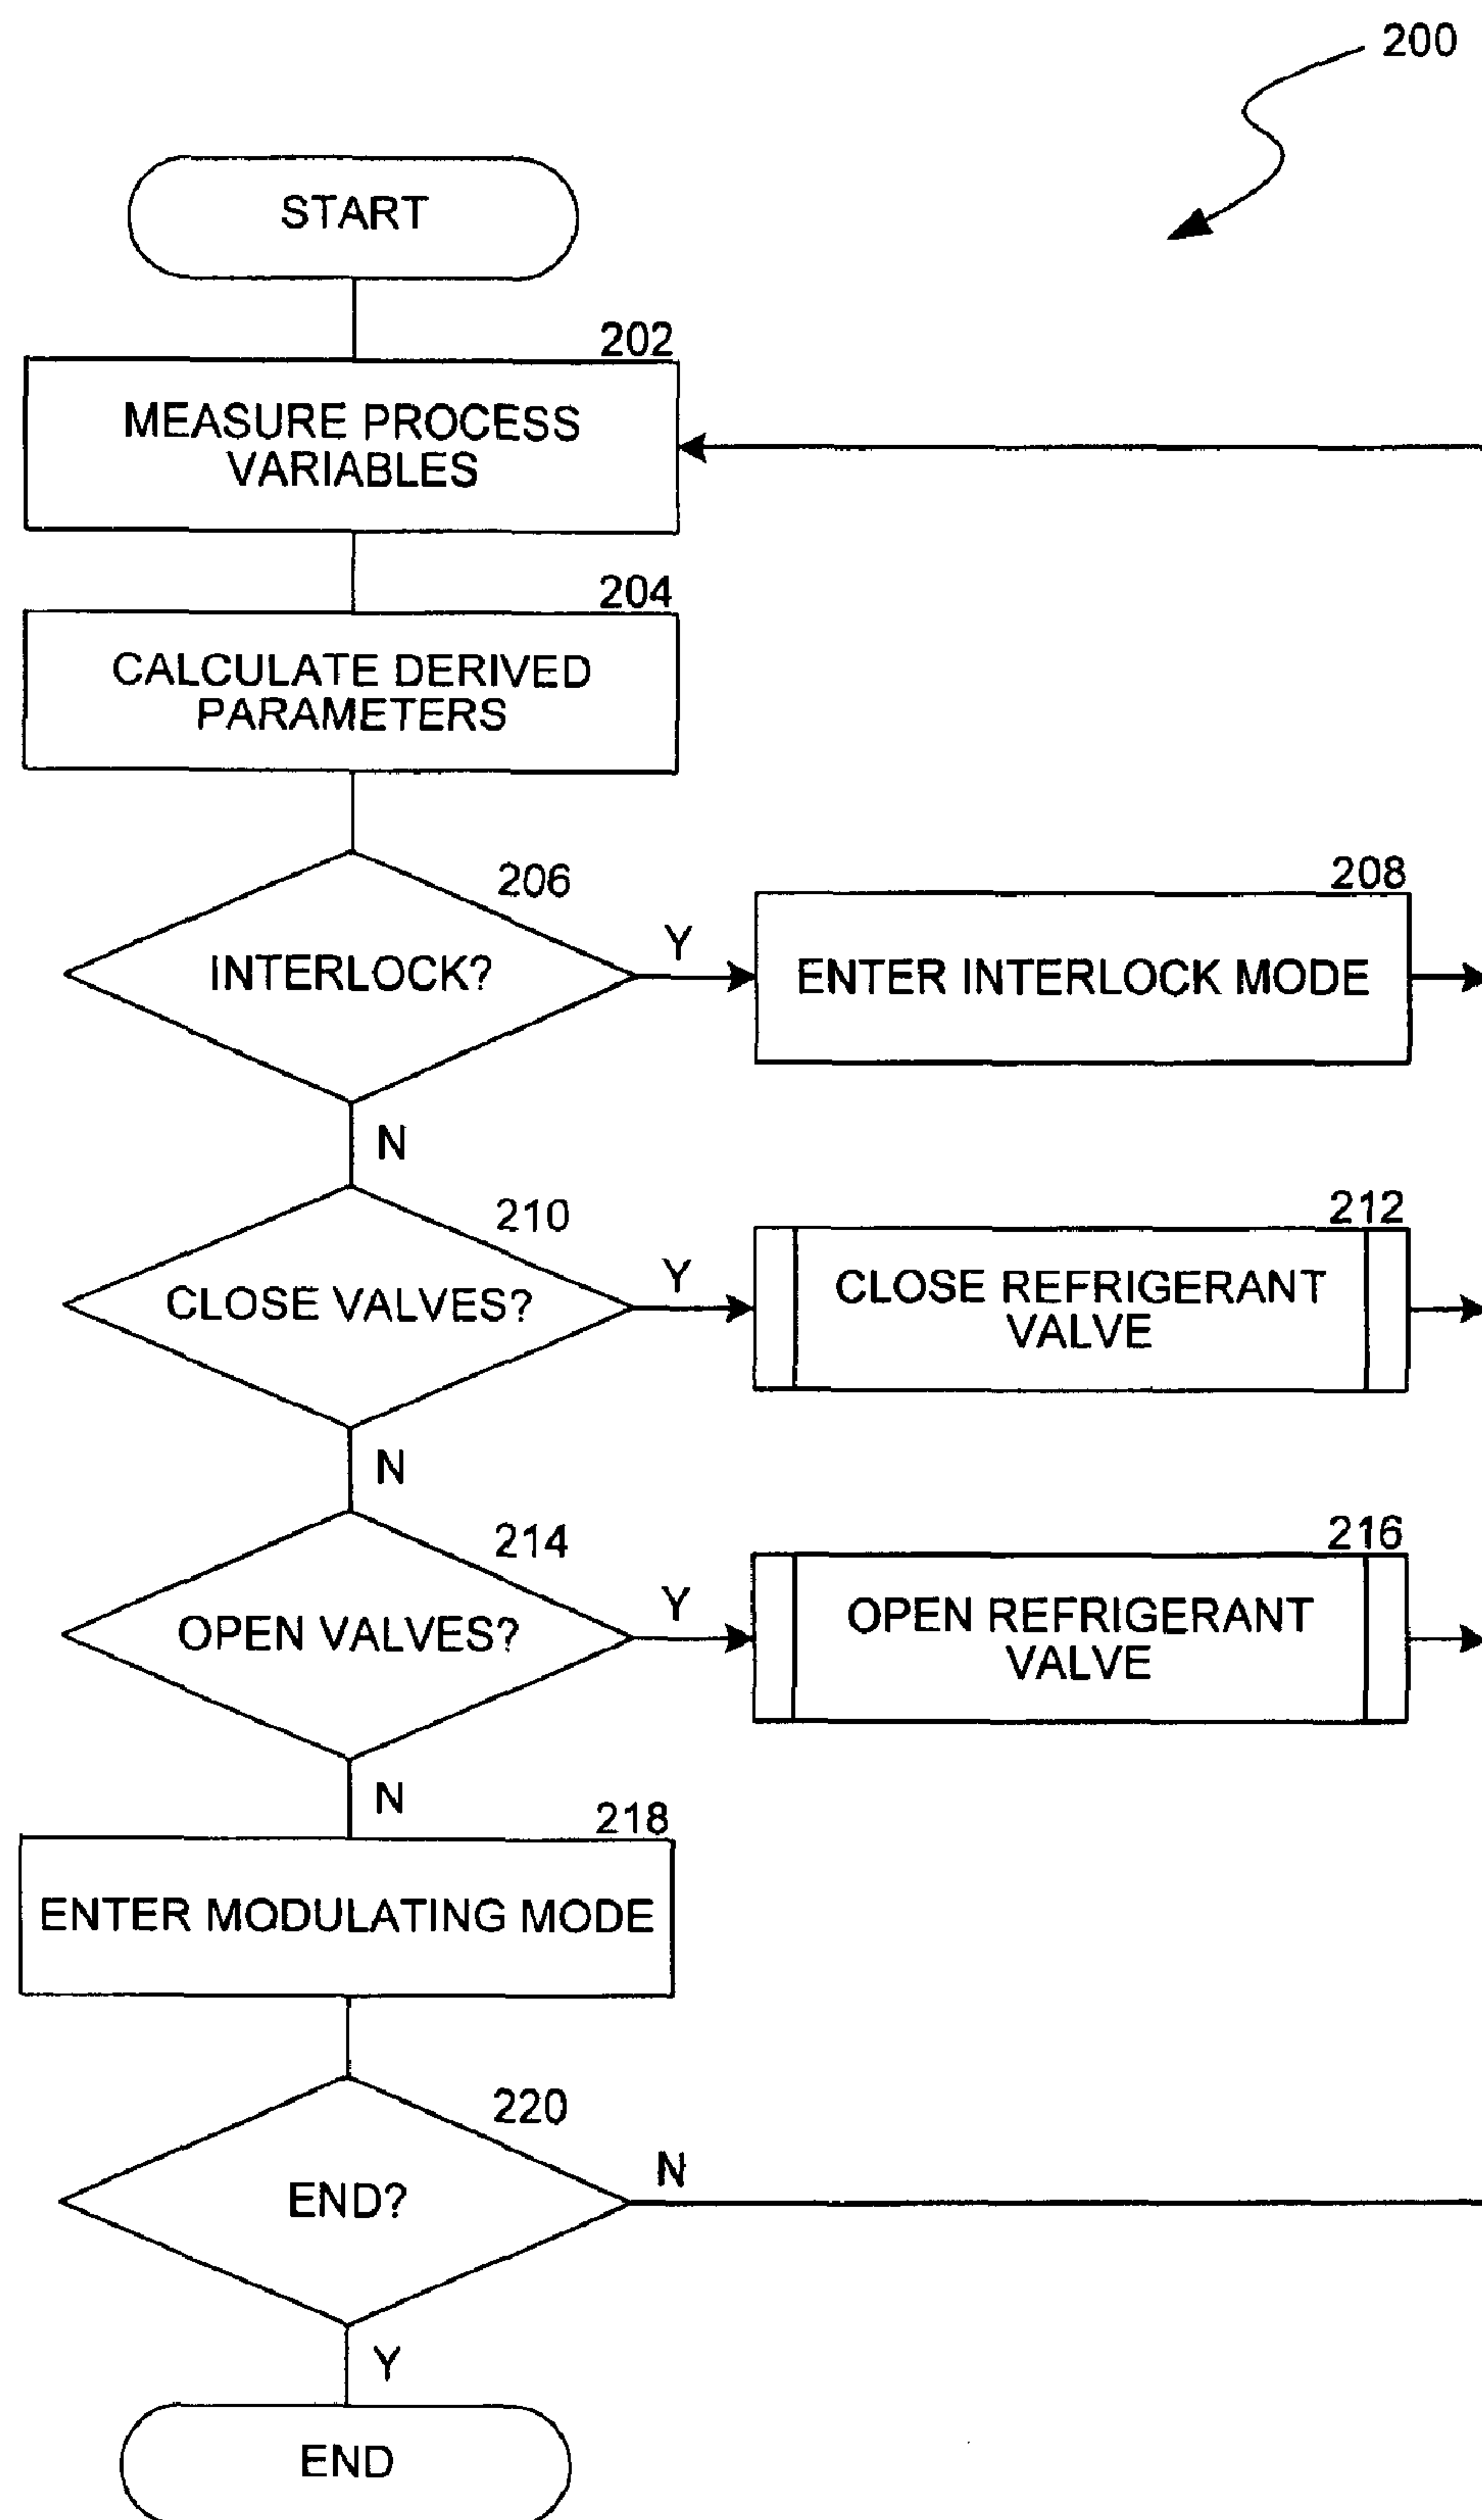 200
START
202
MEASURE PROCESS
VARIABLES
204
CALCULATE DERIVED
PARAMETERS
206
INTERLOCK?
Y
208
ENTER INTERLOCK MODE
N
210
CLOSE VALVES?
Y
212
CLOSE REFRIGERANT
VALVE
N
214
OPEN VALVES?
Y
216
OPEN REFRIGERANT
VALVE
N
218
ENTER MODULATING MODE
220
END?
N
Y
END